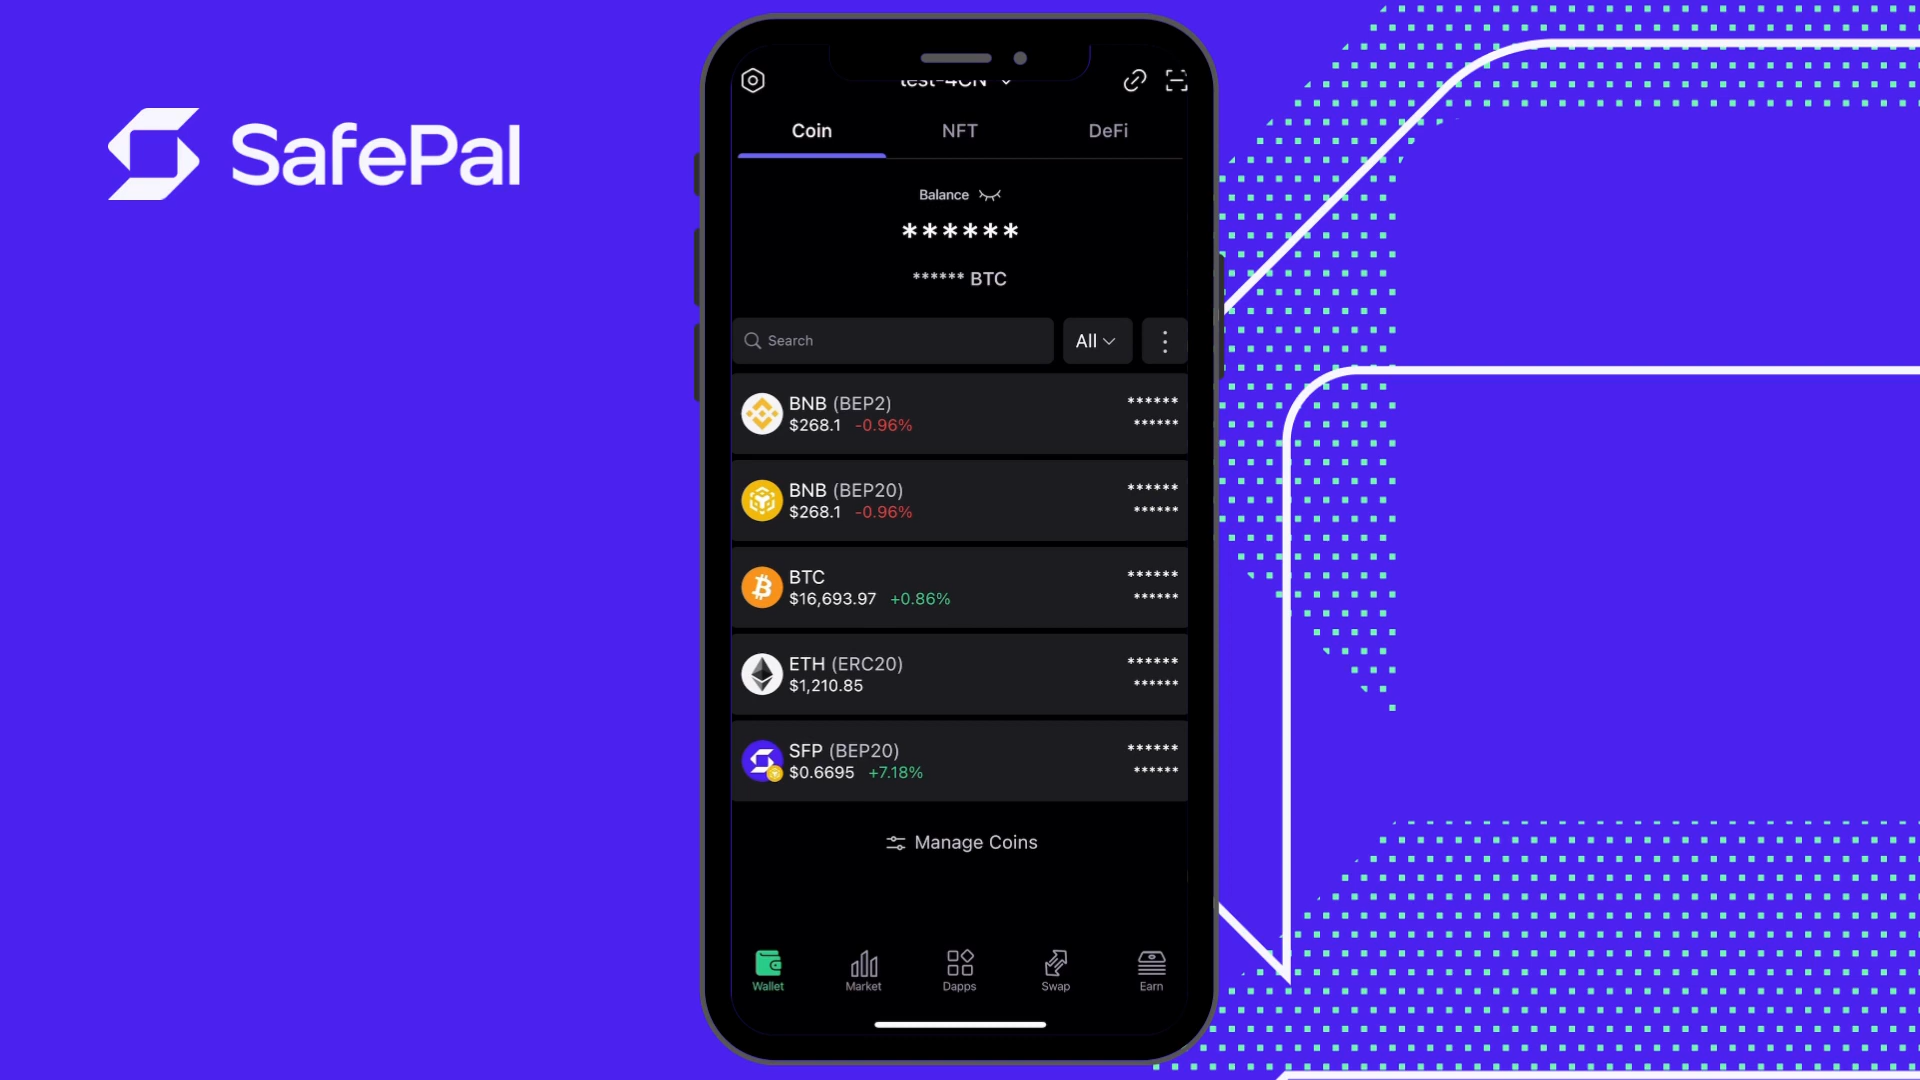 SafePal
test-4CN
Coin NFT DeFi
Balance
******
****** BTC
Search All
BNB (BEP2) ******
$268.1 -0.96% ******
BNB (BEP20) ******
$268.1 -0.96% ******
BTC ******
$16,693.97 +0.86% ******
ETH (ERC20) ******
$1,210.85 ******
SFP (BEP20) ******
$0.6695 +7.18% ******
Manage Coins
Wallet Market Dapps Swap Earn